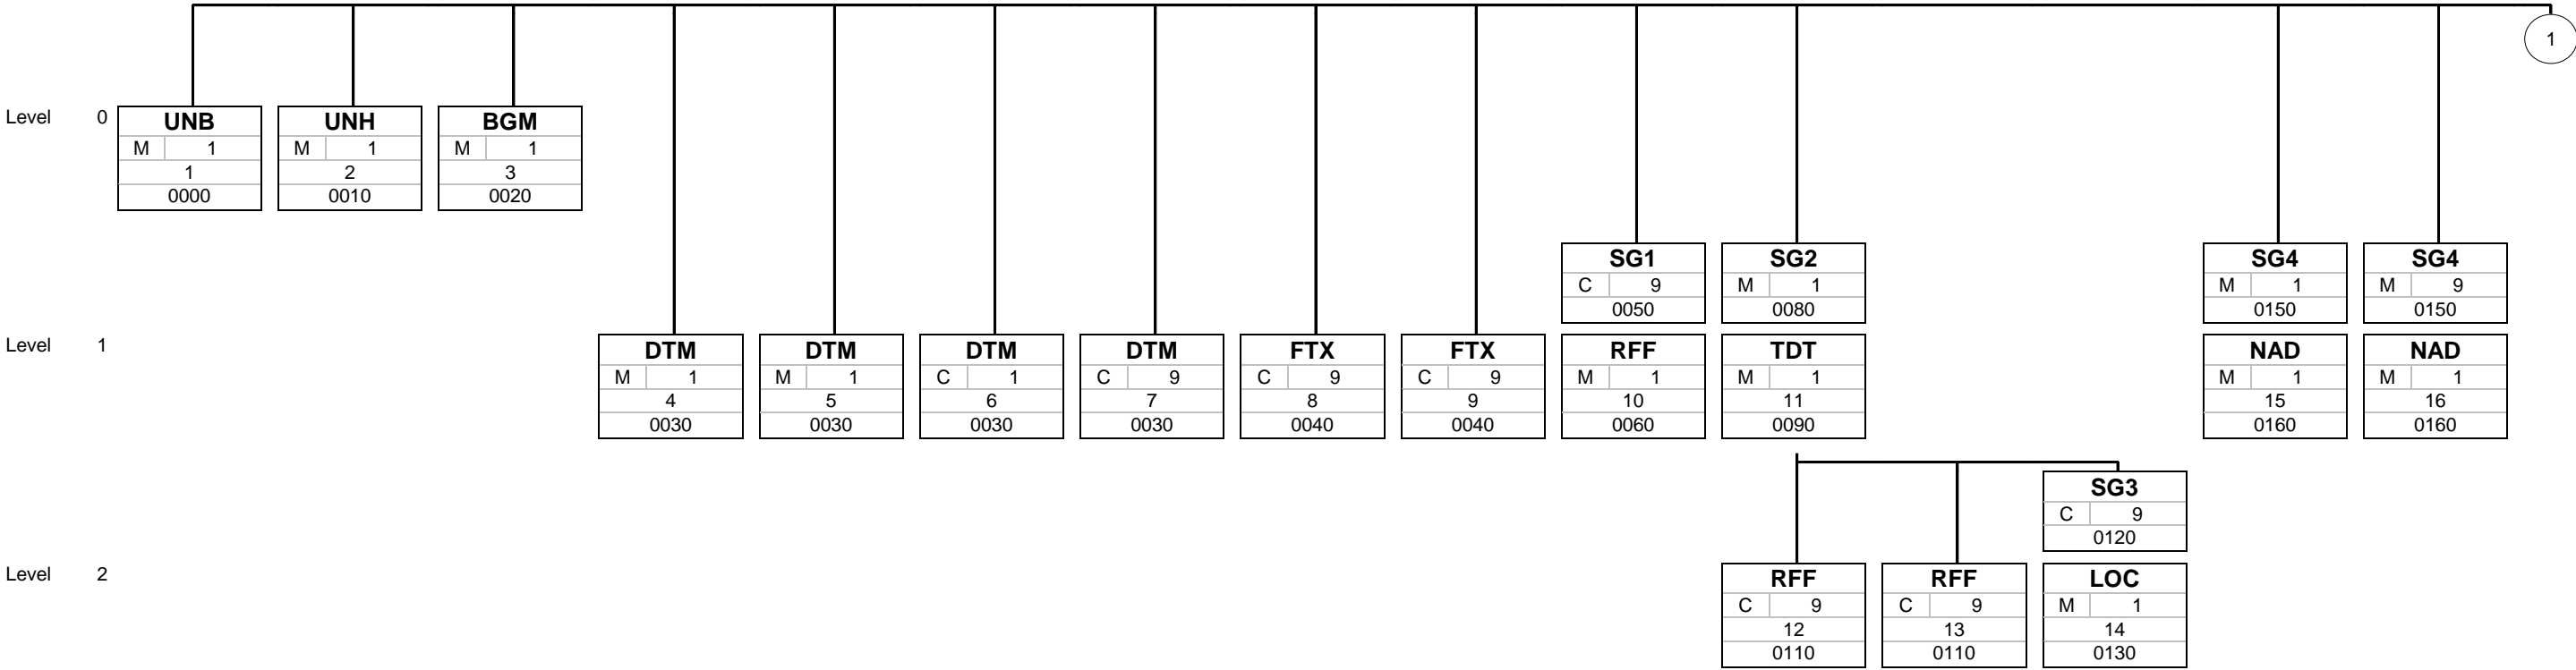 1
Level 0
UNB UNH BGM
M 1 M 1 M 1
1 2 3
0000 0010 0020
SG1 SG2 SG4 SG4
C 9 M 1 M 1 M 9
0050 0080 0150 0150
Level 1
DTM DTM DTM DTM FTX FTX RFF TDT NAD NAD
M 1 M 1 C 1 C 9 C 9 C 9 M 1 M 1 M 1 M 1
4 5 6 7 8 9 10 11 15 16
0030 0030 0030 0030 0040 0040 0060 0090 0160 0160
SG3
C 9
0120
Level 2
RFF RFF LOC
C 9 C 9 M 1
12 13 14
0110 0110 0130